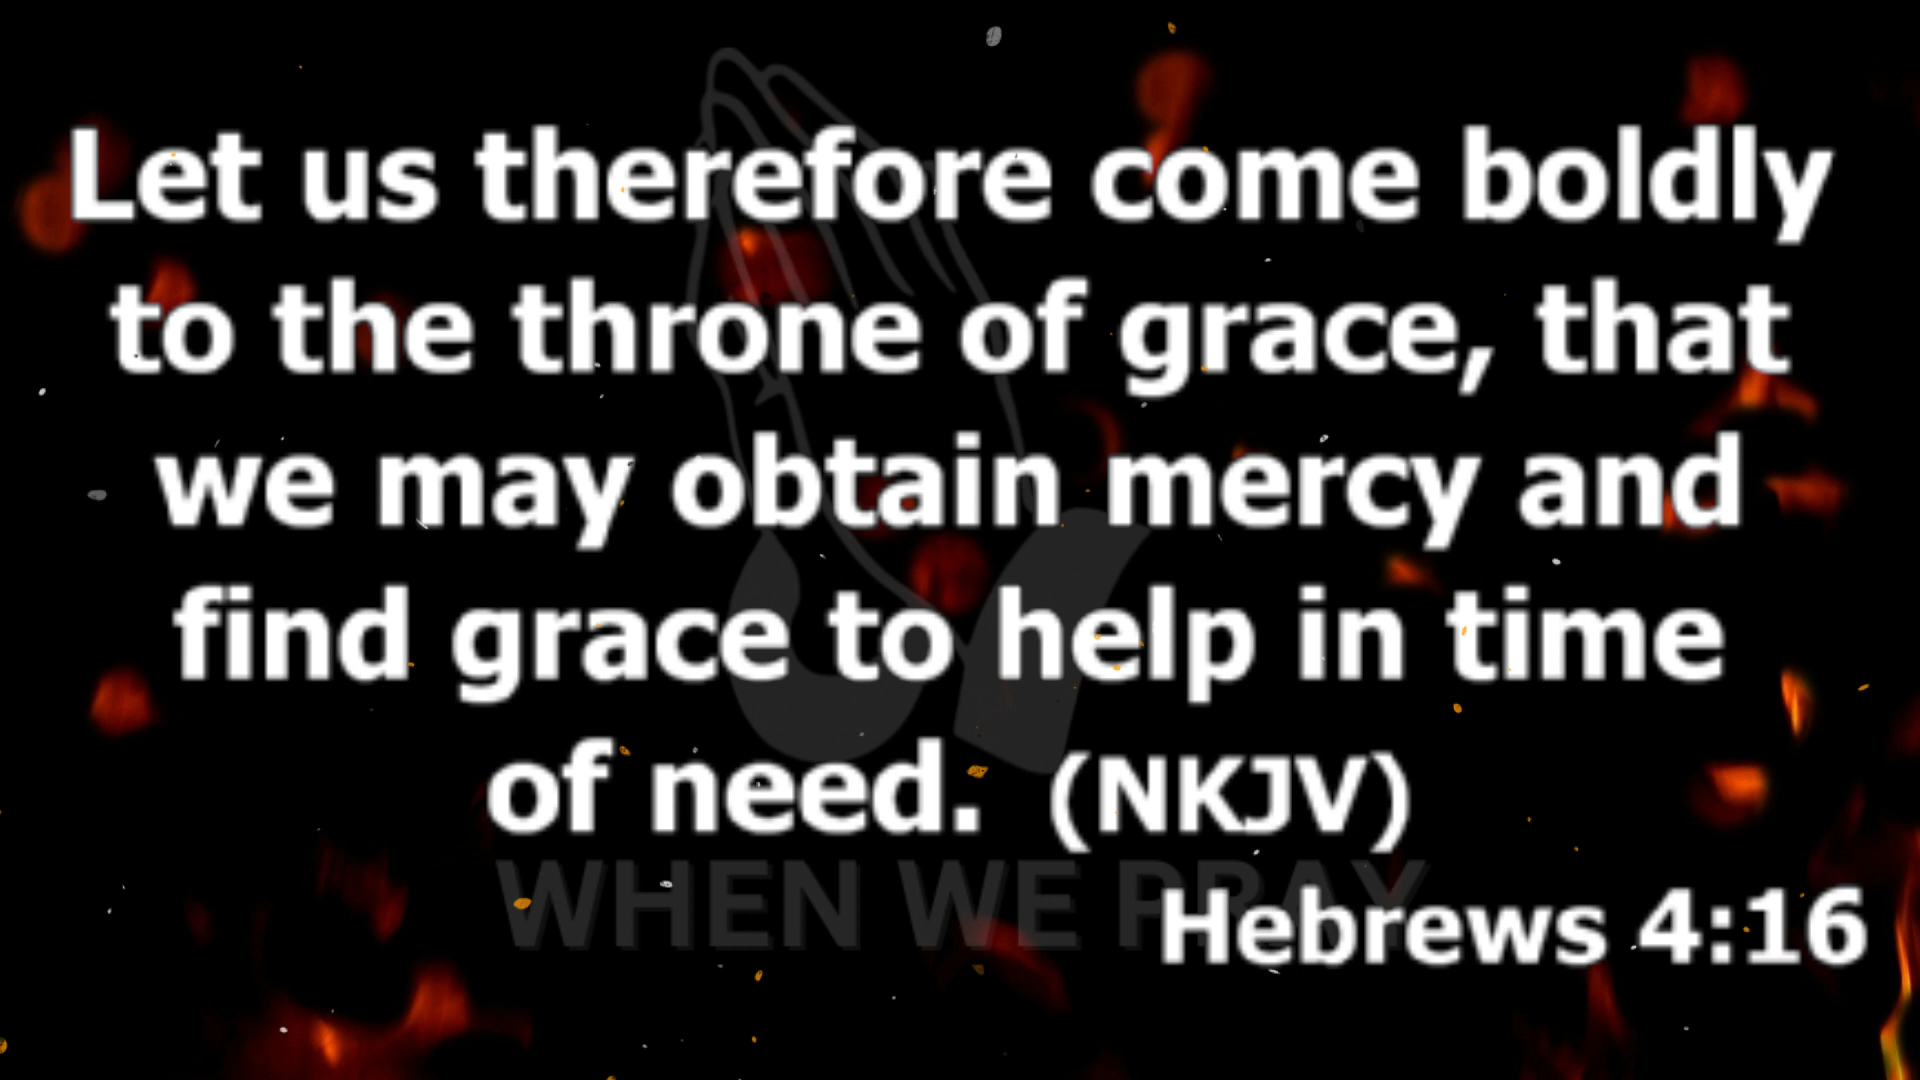 Let us therefore come boldly
to the throne of grace, that
we may obtain mercy and
find grace to help in time
of need. (NKJV)
WHEN WE PRAY
Hebrews 4:16